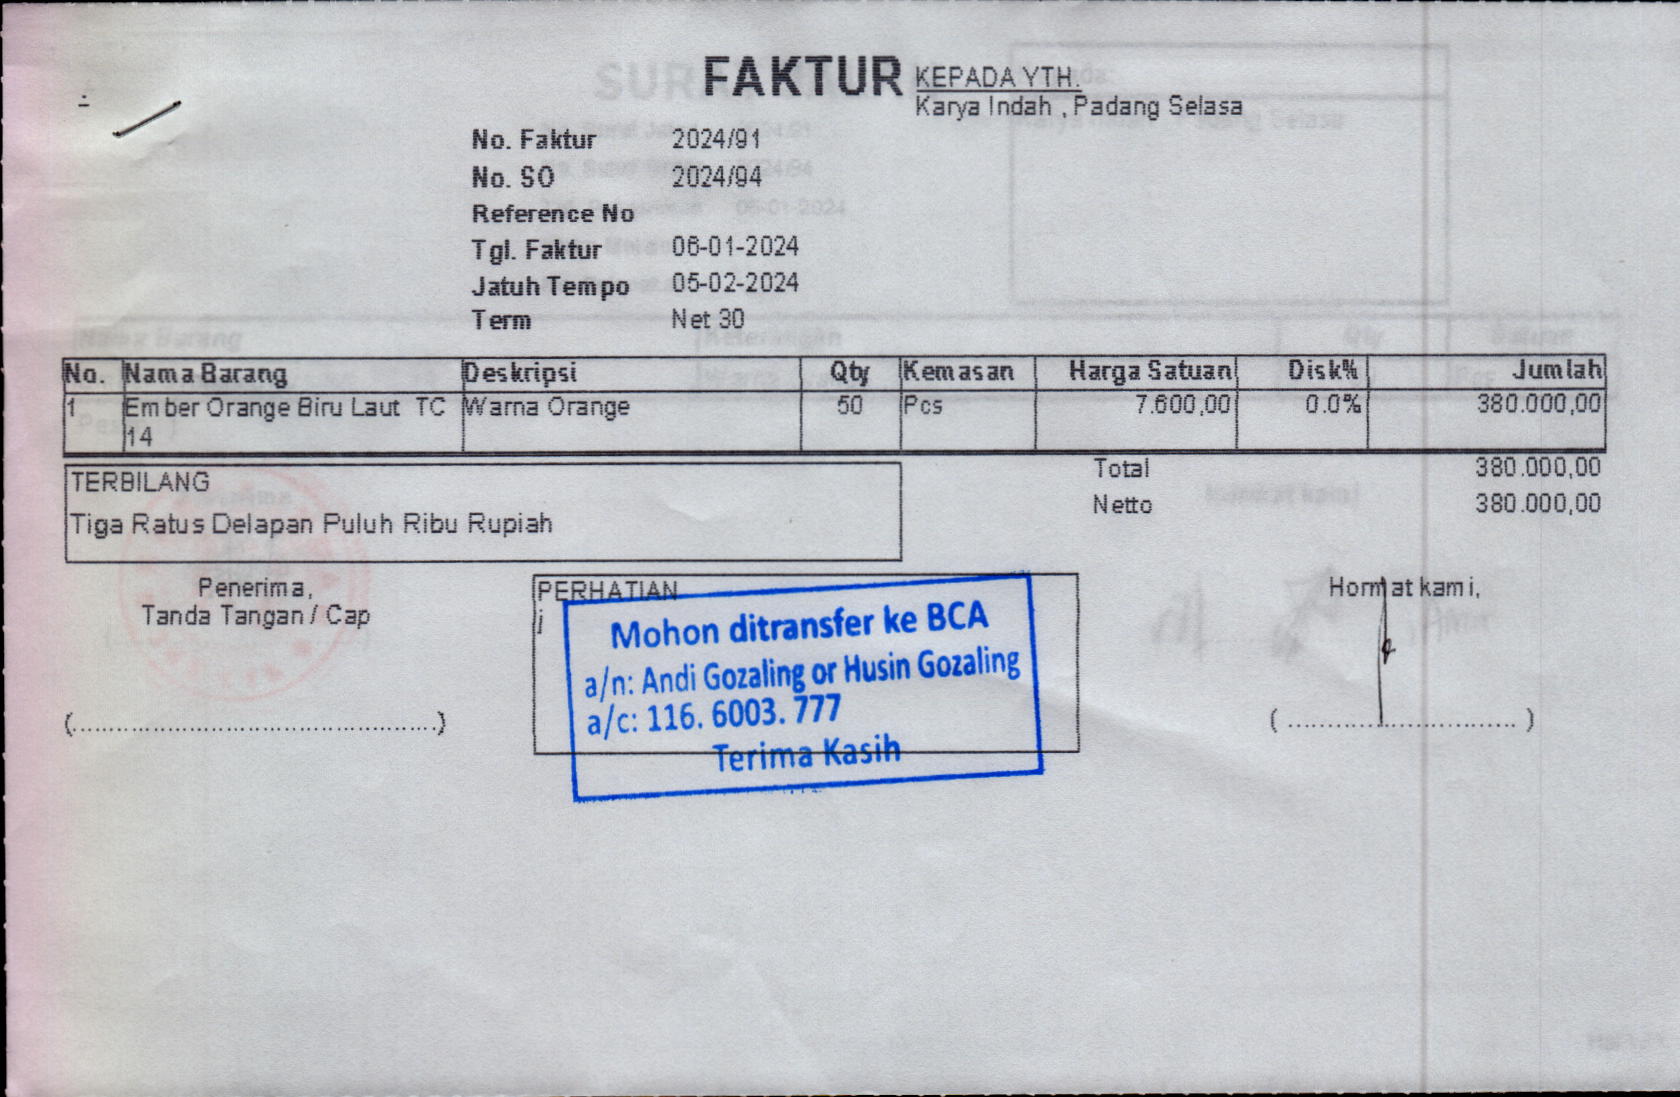 FAKTUR
KEPADA YTH.
Karya Indah , Padang Selasa
No. Faktur 2024/91
No. SO 2024/94
Reference No
Tgl. Faktur 06-01-2024
Jatuh Tempo 05-02-2024
Term Net 30
No. Nama Barang Deskripsi Qty Kemasan Harga Satuan Disk% Jumlah
1 Ember Orange Biru Laut TC Warna Orange 50 Pcs 7.600,00 0.0% 380.000,00
14
Total 380.000,00
Netto 380.000,00
TERBILANG
Tiga Ratus Delapan Puluh Ribu Rupiah
Penerima,
Tanda Tangan / Cap
(................................................)
PERHATIAN
i
Mohon ditransfer ke BCA
a/n: Andi Gozaling or Husin Gozaling
a/c: 116. 6003. 777
Terima Kasih
Hormat kami,
( ................................ )